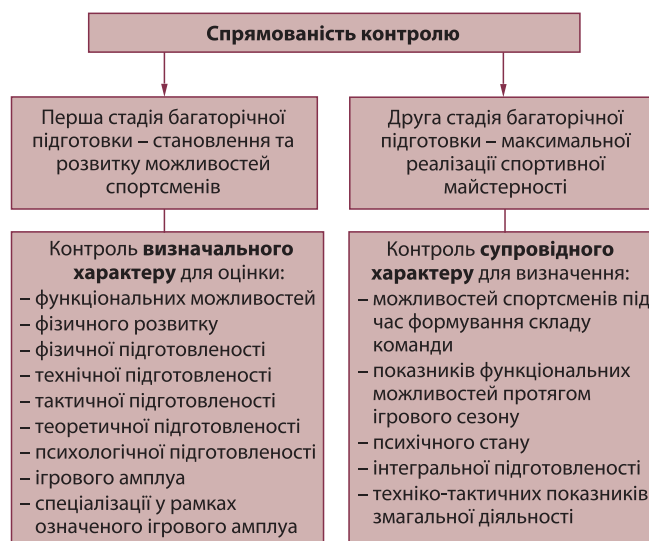 Спрямованість контролю
Перша стадія багаторічної
підготовки – становлення та
розвитку можливостей
спортсменів
Друга стадія багаторічної
підготовки – максимальної
реалізації спортивної
майстерності
Контроль визначального
характеру для оцінки:
– функціональних можливостей
– фізичного розвитку
– фізичної підготовленості
– технічної підготовленості
– тактичної підготовленості
– теоретичної підготовленості
– психологічної підготовленості
– ігрового амплуа
– спеціалізації у рамках
означеного ігрового амплуа
Контроль супровідного
характеру для визначення:
– можливостей спортсменів під
час формування складу
команди
– показників функціональних
можливостей протягом
ігрового сезону
– психічного стану
– інтегральної підготовленості
– техніко-тактичних показників
змагальної діяльності